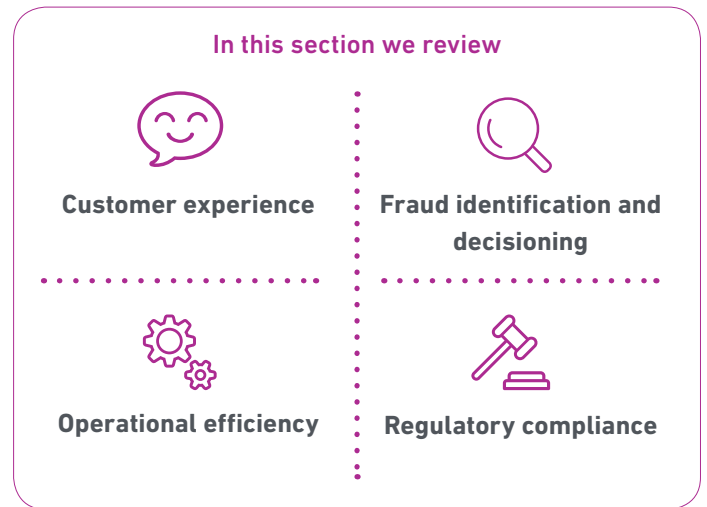 In this section we review
Customer experience
Fraud identification and
decisioning
Operational efficiency
Regulatory compliance